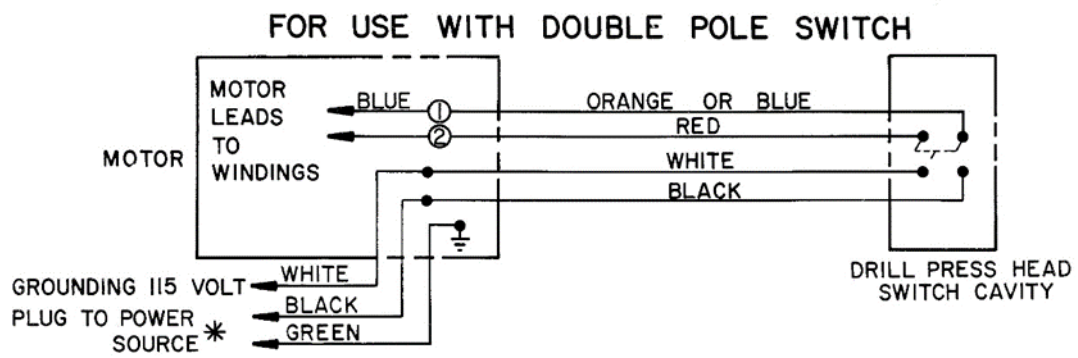 FOR USE WITH DOUBLE POLE SWITCH
MOTOR
LEADS
TO
WINDINGS
BLUE
1
ORANGE OR BLUE
2
RED
MOTOR
WHITE
BLACK
WHITE
GROUNDING 115 VOLT
BLACK
PLUG TO POWER
SOURCE *
GREEN
DRILL PRESS HEAD
SWITCH CAVITY